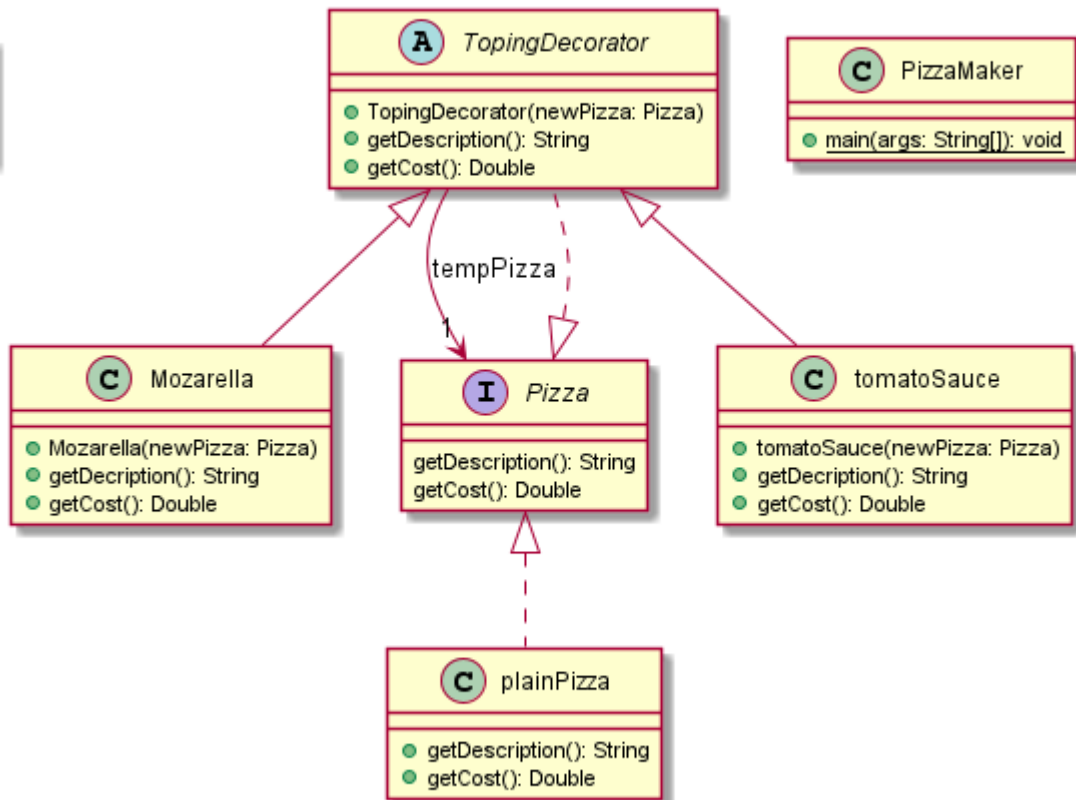 A TopingDecorator
TopingDecorator(newPizza: Pizza)
getDescription(): String
getCost(): Double
C PizzaMaker
main(args: String[]): void
tempPizza
1
C Mozarella
Mozarella(newPizza: Pizza)
getDecription(): String
getCost(): Double
I Pizza
getDescription(): String
getCost(): Double
C tomatoSauce
tomatoSauce(newPizza: Pizza)
getDecription(): String
getCost(): Double
C plainPizza
getDescription(): String
getCost(): Double